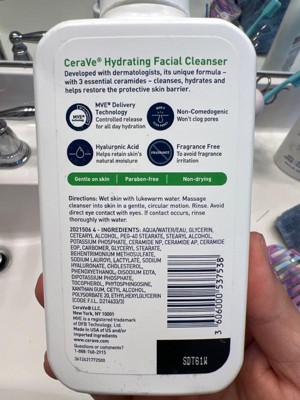 CeraVe® Hydrating Facial Cleanser
Developed with dermatologists, its unique formula –
with 3 essential ceramides – cleanses, hydrates and
helps restore the protective skin barrier.
MVE® Delivery
Technology
Controlled release
for all day hydration
Non-Comedogenic
Won't clog pores
Hyaluronic Acid
Helps retain skin's
natural moisture
Fragrance Free
To avoid fragrance
irritation
Gentle on skin | Paraben-free | Non-drying
Directions: Wet skin with lukewarm water. Massage
cleanser into skin in a gentle, circular motion. Rinse. Avoid
direct eye contact with eyes. If contact occurs, rinse
thoroughly with water.
2021506 4 - INGREDIENTS: AQUA/WATER/EAU, GLYCERIN,
CETEARYL ALCOHOL, PEG-40 STEARATE, STEARYL ALCOHOL,
POTASSIUM PHOSPHATE, CERAMIDE NP, CERAMIDE AP, CERAMIDE
EOP, CARBOMER, GLYCERYL STEARATE,
BEHENTRIMONIUM METHOSULFATE,
SODIUM LAUROYL LACTYLATE, SODIUM
HYALURONATE, CHOLESTEROL,
PHENOXYETHANOL, DISODIUM EDTA,
DIPOTASSIUM PHOSPHATE,
TOCOPHEROL, PHYTOSPHINGOSINE,
XANTHAN GUM, CETYL ALCOHOL,
POLYSORBATE 20, ETHYLHEXYLGLYCERIN
CODE F.I.L.
CeraVe LLC,
New York, NY 10001
MVE is a registered trademark
of DFB Technology, Ltd.
Made in USA of US and/or
imported ingredients
www.cerave.com
Questions or comments?
1-888-768-2915
3606000 537538
SDT61W